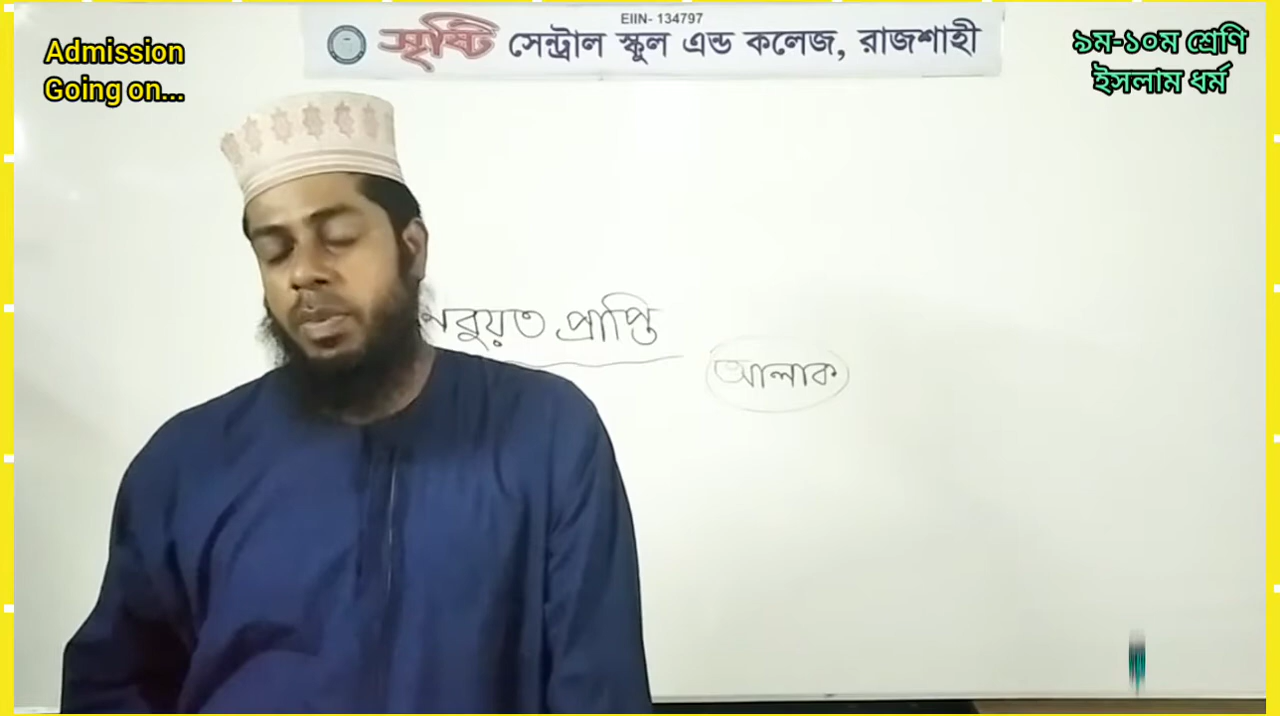 EIIN- 134797
সৃষ্টি সেন্ট্রাল স্কুল এন্ড কলেজ, রাজশাহী
Admission
Going on...
৯ম-১০ম শ্রেণি
ইসলাম ধর্ম
নবুয়ত প্রাপ্তি
আলাক